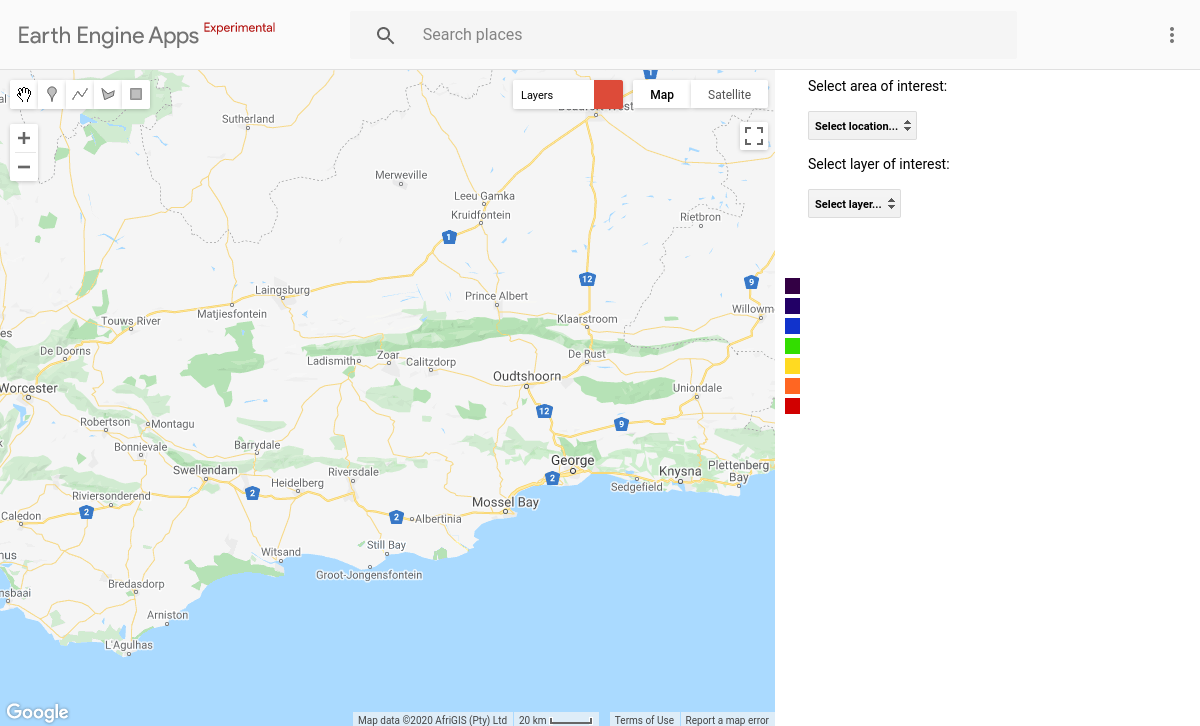 Earth Engine Apps Experimental
Search places
Layers
Map
Satellite
Select area of interest:
Select location...
Select layer of interest:
Select layer...
Sutherland
Merweville
Leeu Gamka
Kruidfontein
Rietbron
1
1
12
9
Laingsburg
Matjiesfontein
Prince Albert
Klaarstroom
Willowm
Touws River
De Doorns
Ladismith
Zoar
Calitzdorp
De Rust
Oudtshoorn
Uniondale
Worcester
12
9
Robertson
Montagu
Bonnievale
Barrydale
George
Swellendam
Riversdale
Heidelberg
2
Knysna
Plettenberg
Bay
Sedgefield
Riviersonderend
2
2
Mossel Bay
Caledon
2
Albertinia
Still Bay
Witsand
Groot-Jongensfontein
nus
nsbaai
Bredasdorp
Arniston
L'Agulhas
Google
Map data ©2020 AfriGIS (Pty) Ltd
20 km
Terms of Use
Report a map error